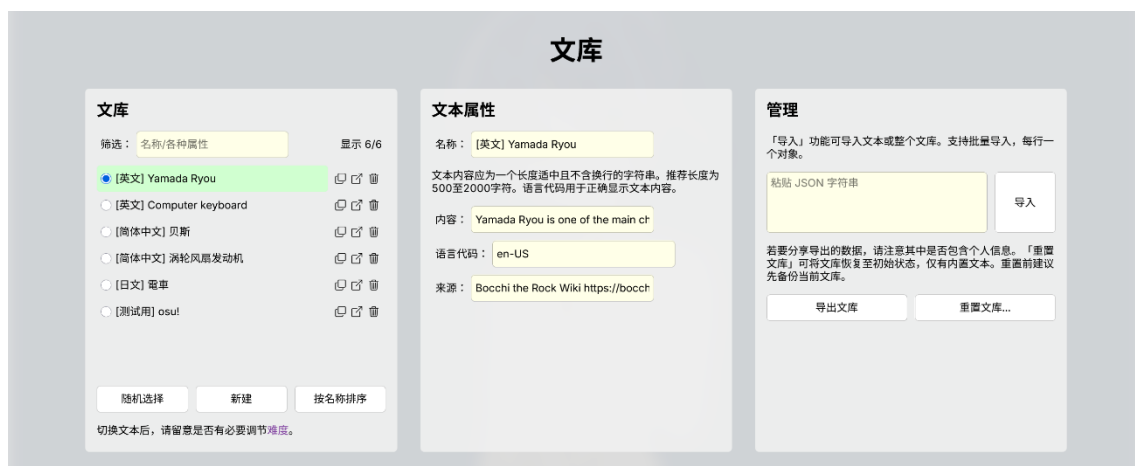 文库
文库
筛选： 名称/各种属性 显示 6/6
[英文] Yamada Ryou
[英文] Computer keyboard
[简体中文] 贝斯
[简体中文] 涡轮风扇发动机
[日文] 電車
[测试用] osu!
随机选择 新建 按名称排序
切换文本后，请留意是否有必要调节难度。
文本属性
名称： [英文] Yamada Ryou
文本内容应为一个长度适中且不含换行的字符串。推荐长度为
500至2000字符。语言代码用于正确显示文本内容。
内容： Yamada Ryou is one of the main ch
语言代码： en-US
来源： Bocchi the Rock Wiki https://bocch
管理
「导入」功能可导入文本或整个文库。支持批量导入，每行一
个对象。
粘贴 JSON 字符串
导入
若要分享导出的数据，请注意其中是否包含个人信息。「重置
文库」可将文库恢复至初始状态，仅有内置文本。重置前建议
先备份当前文库。
导出文库 重置文库...